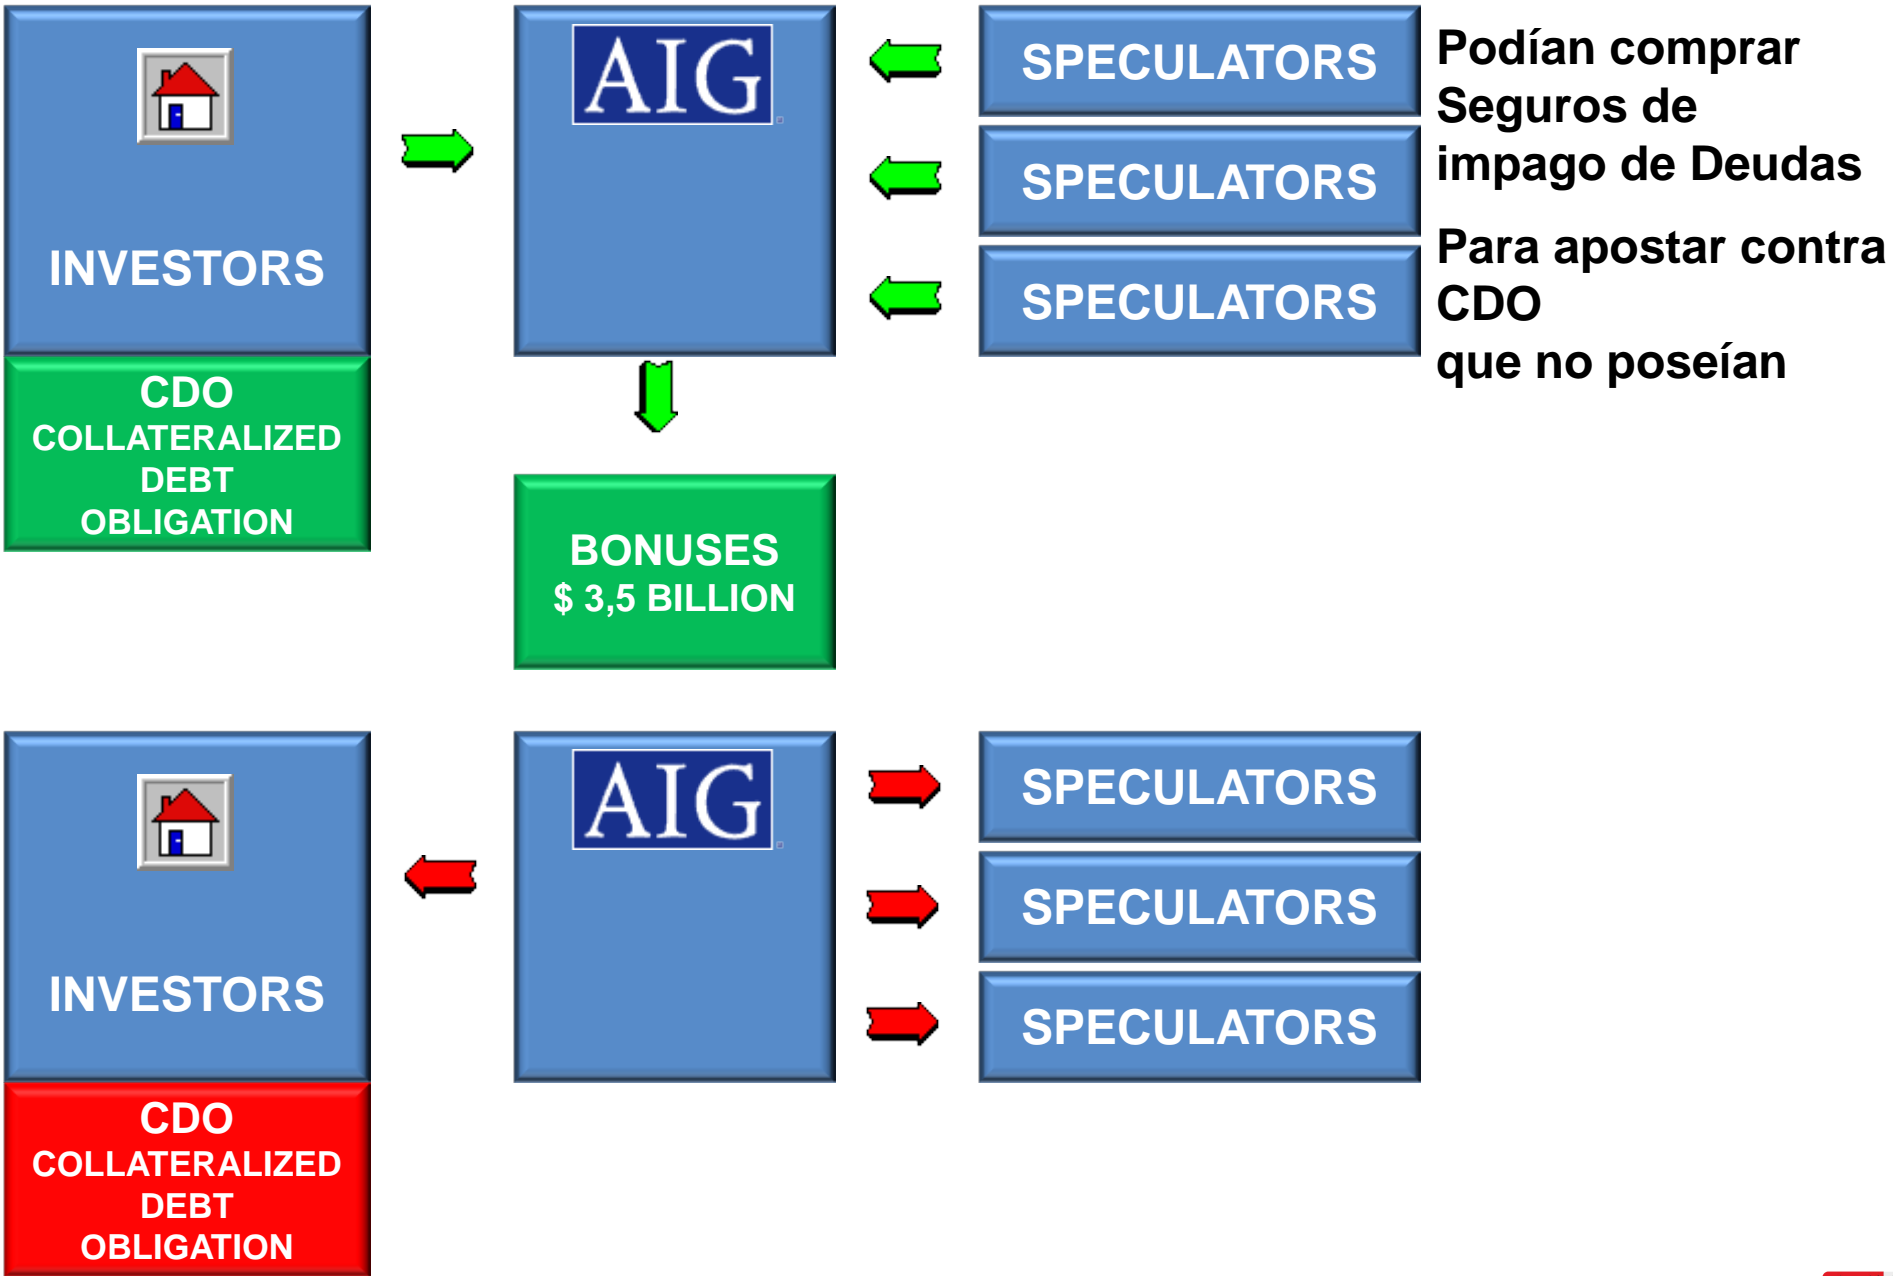 INVESTORS
CDO
COLLATERALIZED
DEBT
OBLIGATION
AIG
BONUSES
$ 3,5 BILLION
SPECULATORS
SPECULATORS
SPECULATORS
Podían comprar
Seguros de
impago de Deudas
Para apostar contra
CDO
que no poseían
INVESTORS
CDO
COLLATERALIZED
DEBT
OBLIGATION
AIG
SPECULATORS
SPECULATORS
SPECULATORS